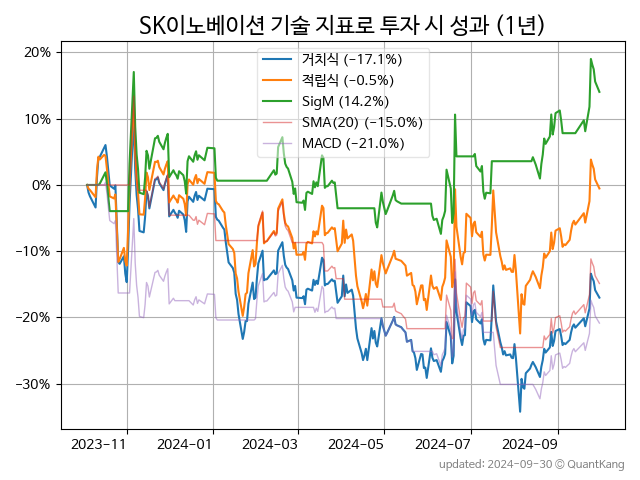 SK이노베이션 기술 지표로 투자 시 성과 (1년)
거치식 (−17.1%)
적립식 (−0.5%)
SigM (14.2%)
SMA(20) (−15.0%)
MACD (−21.0%)
20%
10%
0%
−10%
−20%
−30%
2023-11 2024-01 2024-03 2024-05 2024-07 2024-09
updated: 2024-09-30 © QuantKang